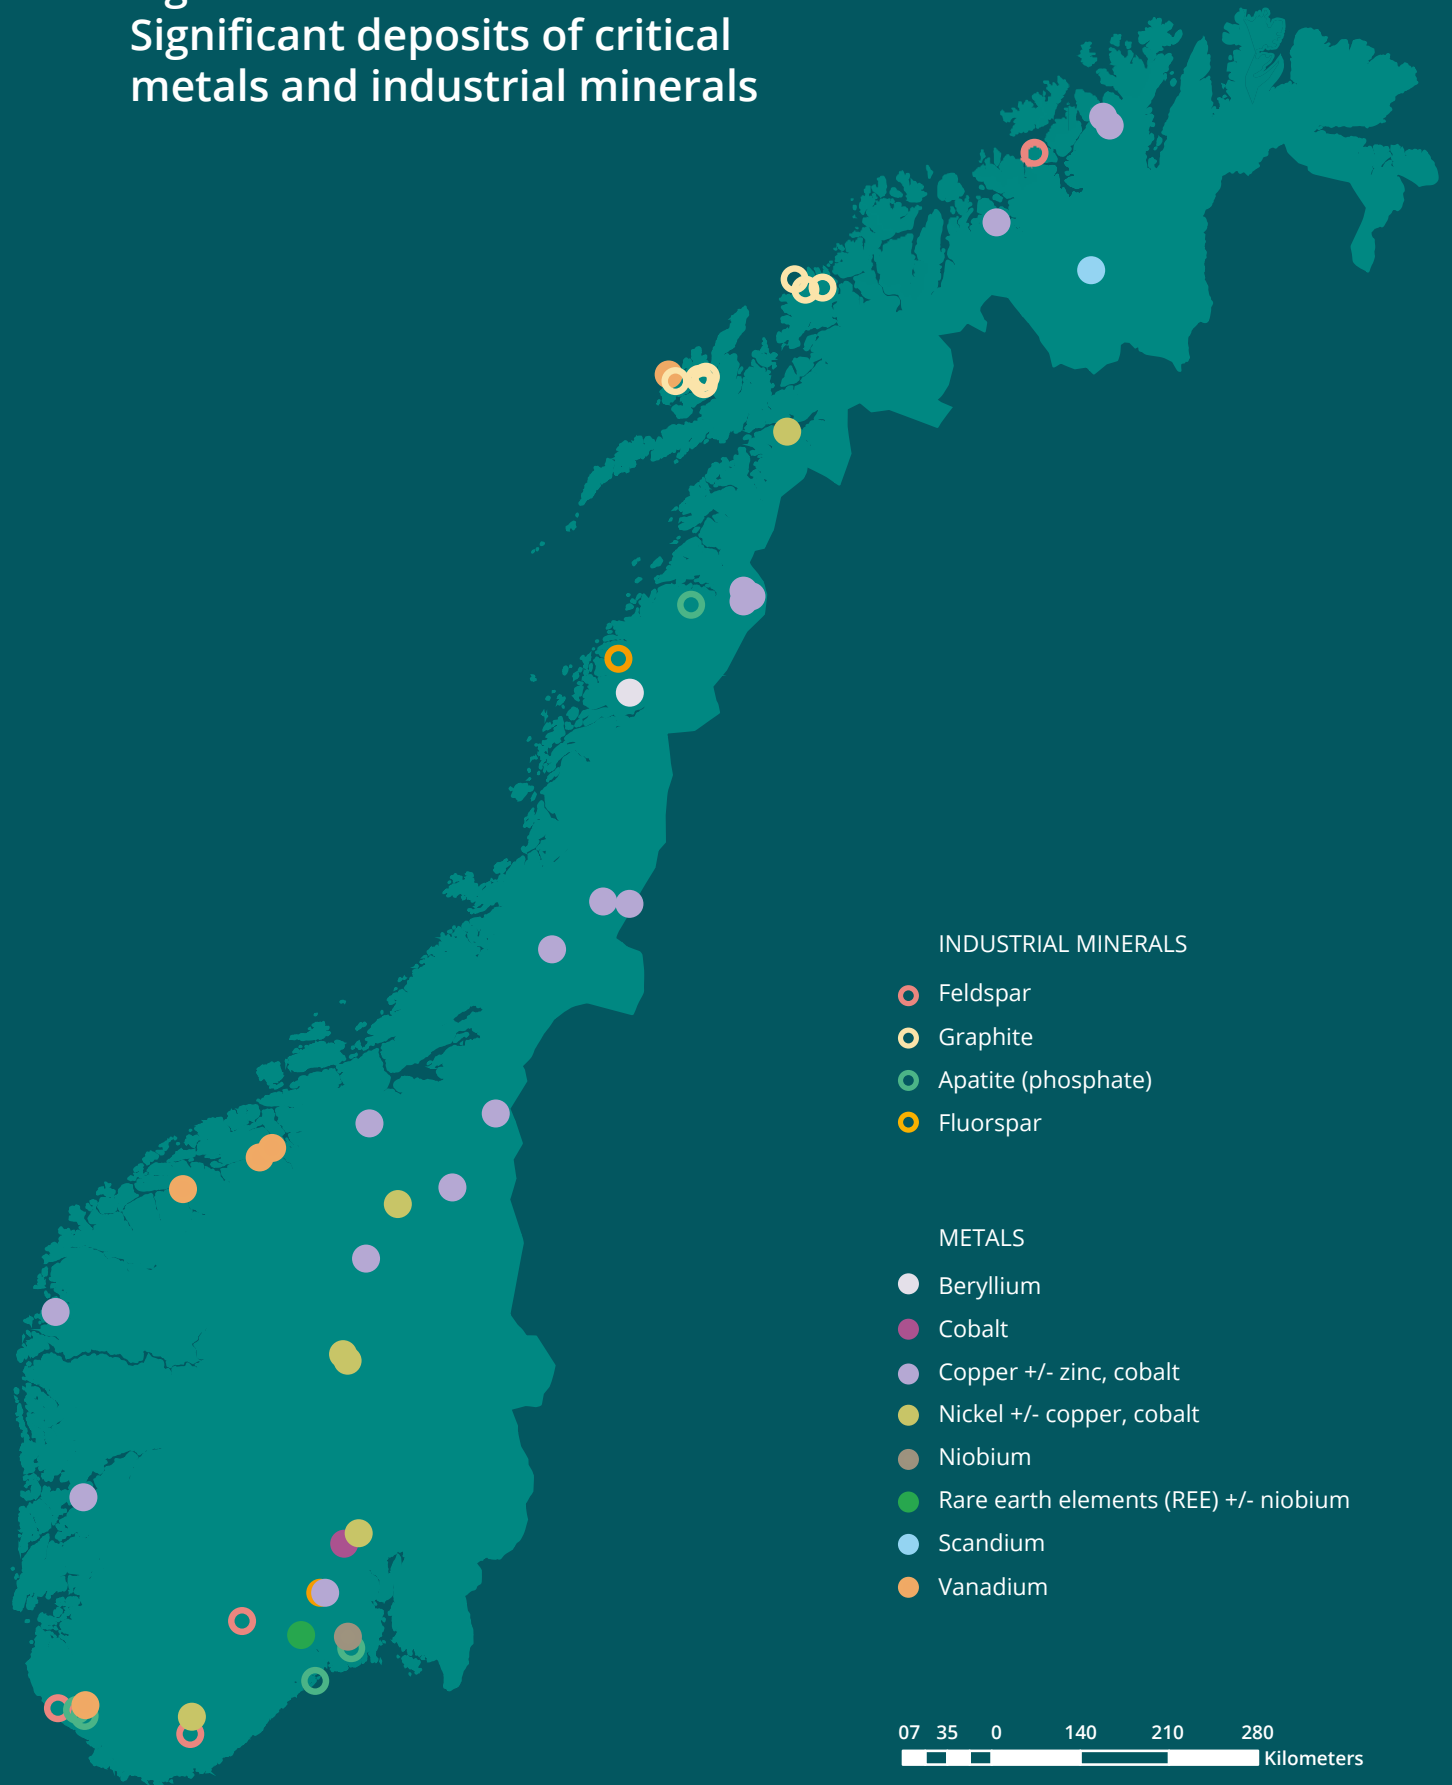 Significant deposits of critical
metals and industrial minerals
INDUSTRIAL MINERALS
Feldspar
Graphite
Apatite (phosphate)
Fluorspar
METALS
Beryllium
Cobalt
Copper +/- zinc, cobalt
Nickel +/- copper, cobalt
Niobium
Rare earth elements (REE) +/- niobium
Scandium
Vanadium
07 35 0 140 210 280
Kilometers